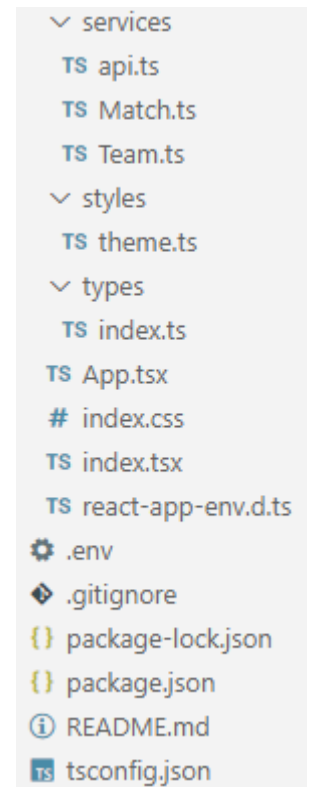 services
TS api.ts
TS Match.ts
TS Team.ts
styles
TS theme.ts
types
TS index.ts
TS App.tsx
# index.css
TS index.tsx
TS react-app-env.d.ts
.env
.gitignore
{} package-lock.json
{} package.json
README.md
TS tsconfig.json